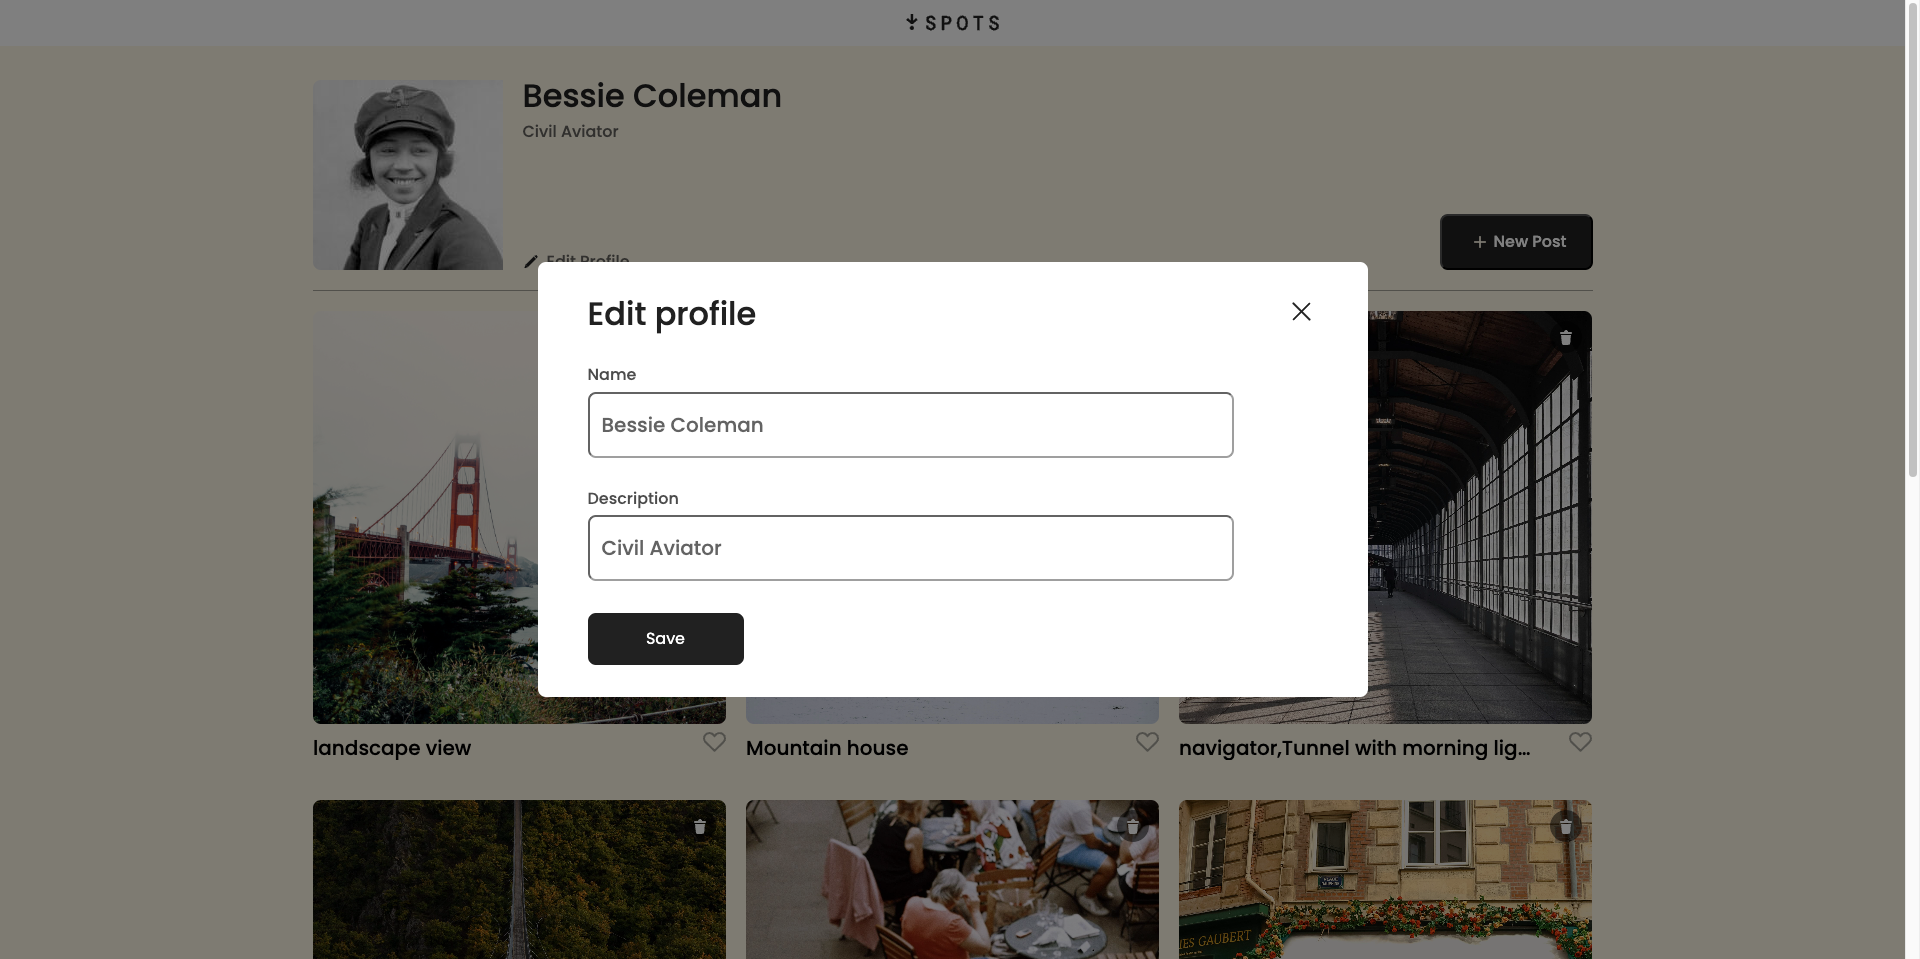 SPOTS
Bessie Coleman
Civil Aviator
Edit Profile
+ New Post
Edit profile
Name
Bessie Coleman
Description
Civil Aviator
Save
landscape view
Mountain house
navigator,Tunnel with morning lig...
GAUBERT